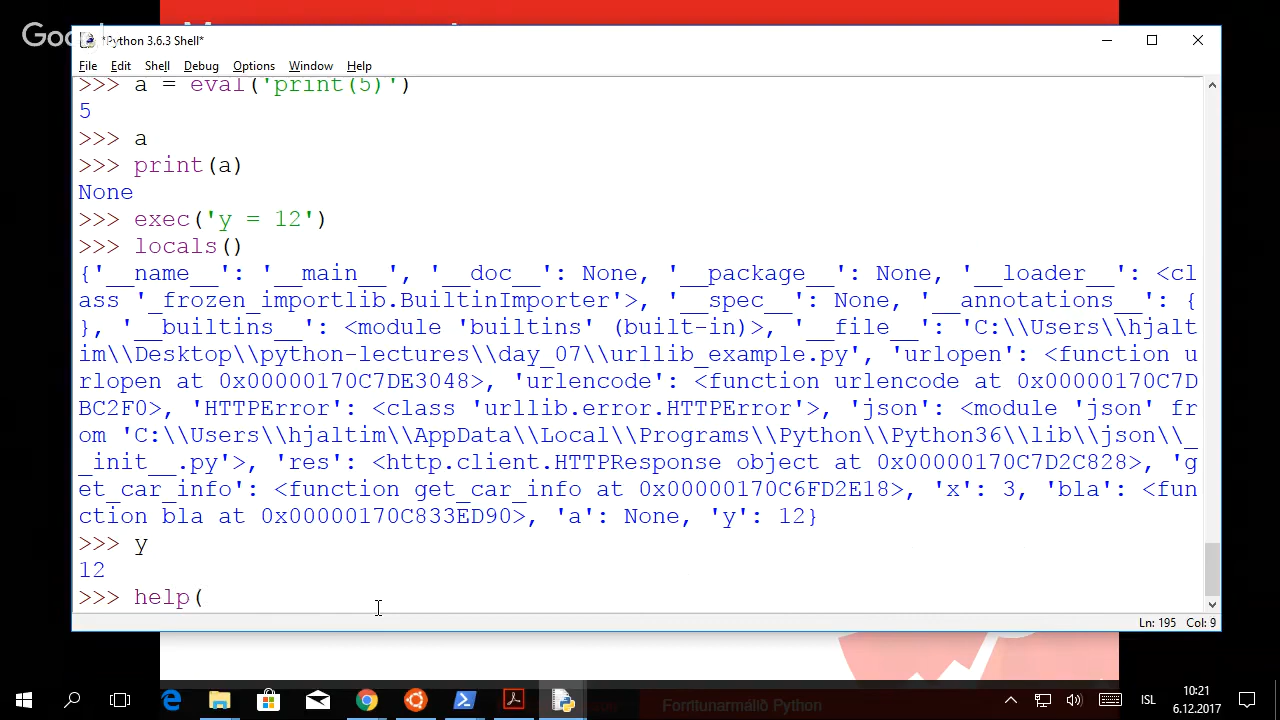 *Python 3.6.3 Shell*
File Edit Shell Debug Options Window Help
>>> a = eval('print(5)')
5
>>> a
>>> print(a)
None
>>> exec('y = 12')
>>> locals()
{'__name__': '__main__', '__doc__': None, '__package__': None, '__loader__': <cl
ass '_frozen_importlib.BuiltinImporter'>, '__spec__': None, '__annotations__': {
}, '__builtins__': <module 'builtins' (built-in)>, '__file__': 'C:\\Users\\hjalt
im\\Desktop\\python-lectures\\day_07\\urllib_example.py', 'urlopen': <function u
rlopen at 0x00000170C7DE3048>, 'urlencode': <function urlencode at 0x00000170C7D
BC2F0>, 'HTTPError': <class 'urllib.error.HTTPError'>, 'json': <module 'json' fr
om 'C:\\Users\\hjaltim\\AppData\\Local\\Programs\\Python\\Python36\\lib\\json\\_
_init__.py'>, 'res': <http.client.HTTPResponse object at 0x00000170C7D2C828>, 'g
et_car_info': <function get_car_info at 0x00000170C6FD2E18>, 'x': 3, 'bla': <fun
ction bla at 0x00000170C833ED90>, 'a': None, 'y': 12}
>>> y
12
>>> help(
Ln: 195 Col: 9
Forritunarmálið Python
ÍSL
10:21
6.12.2017